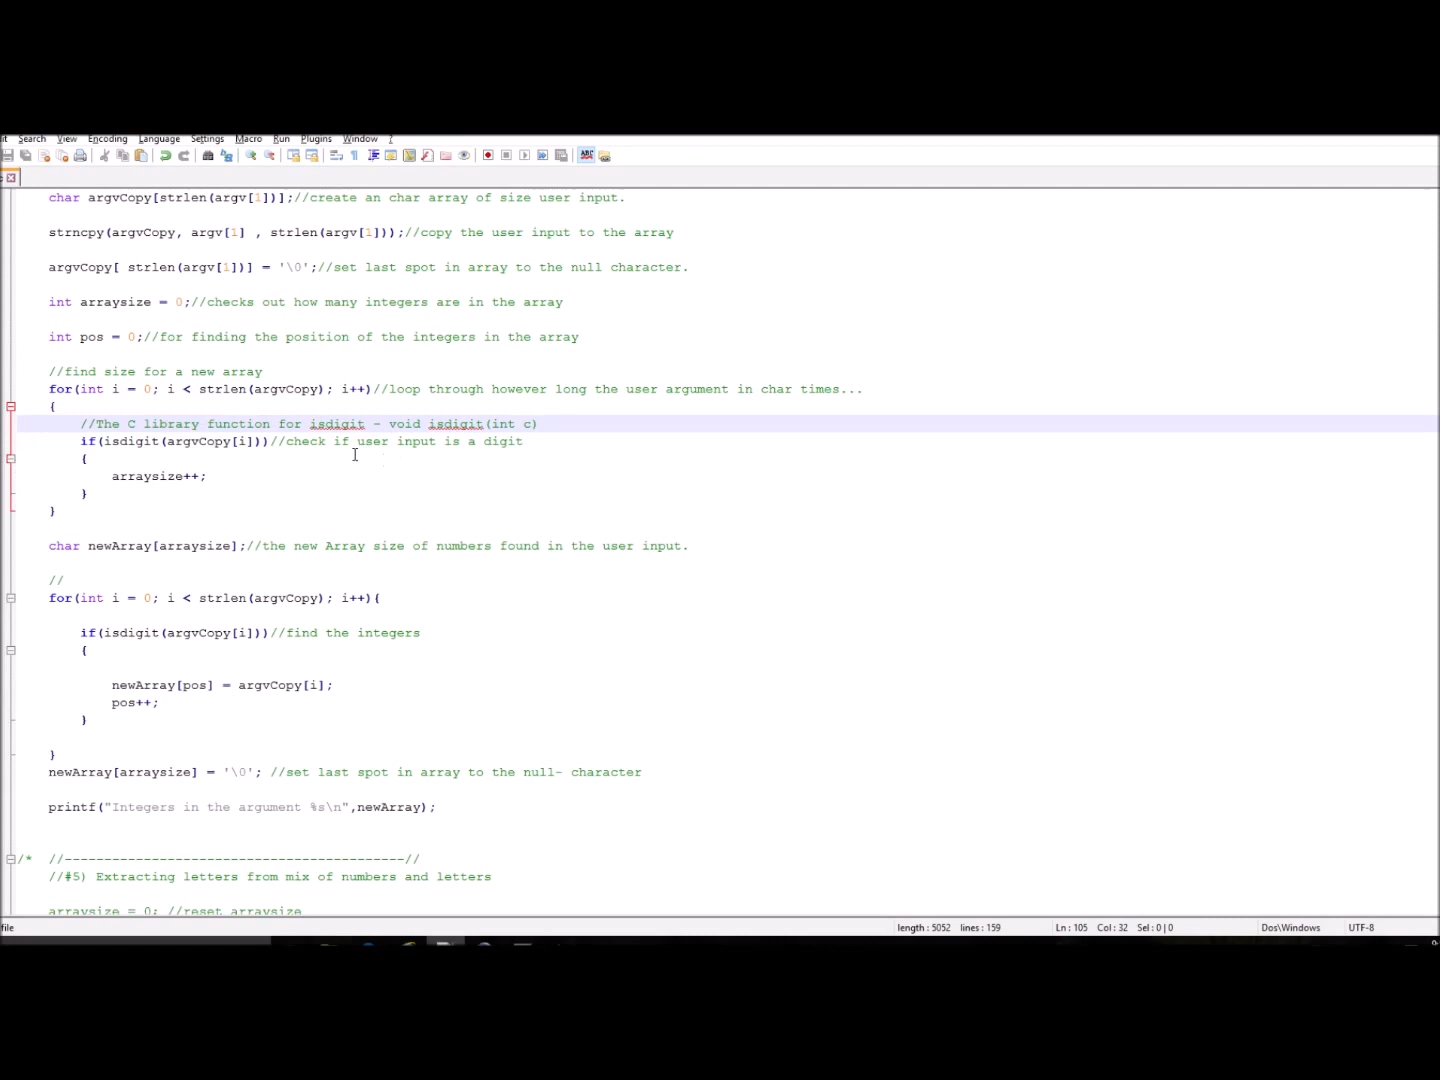 it Search View Encoding Language Settings Macro Run Plugins Window ?
char argvCopy[strlen(argv[1])];//create an char array of size user input.
strncpy(argvCopy, argv[1] , strlen(argv[1]));//copy the user input to the array
argvCopy[ strlen(argv[1])] = '\0';//set last spot in array to the null character.
int arraysize = 0;//checks out how many integers are in the array
int pos = 0;//for finding the position of the integers in the array
//find size for a new array
for(int i = 0; i < strlen(argvCopy); i++)//loop through however long the user argument in char times...
{
//The C library function for isdigit - void isdigit(int c)
if(isdigit(argvCopy[i]))//check if user input is a digit
{
arraysize++;
}
}
char newArray[arraysize];//the new Array size of numbers found in the user input.
//
for(int i = 0; i < strlen(argvCopy); i++){
if(isdigit(argvCopy[i]))//find the integers
{
newArray[pos] = argvCopy[i];
pos++;
}
}
newArray[arraysize] = '\0'; //set last spot in array to the null- character
printf("Integers in the argument %s\n",newArray);
/* //-------------------------------------------//
//#5) Extracting letters from mix of numbers and letters
arraysize = 0; //reset arraysize
file length : 5052 lines : 159 Ln : 105 Col : 32 Sel : 0 | 0 Dos\Windows UTF-8